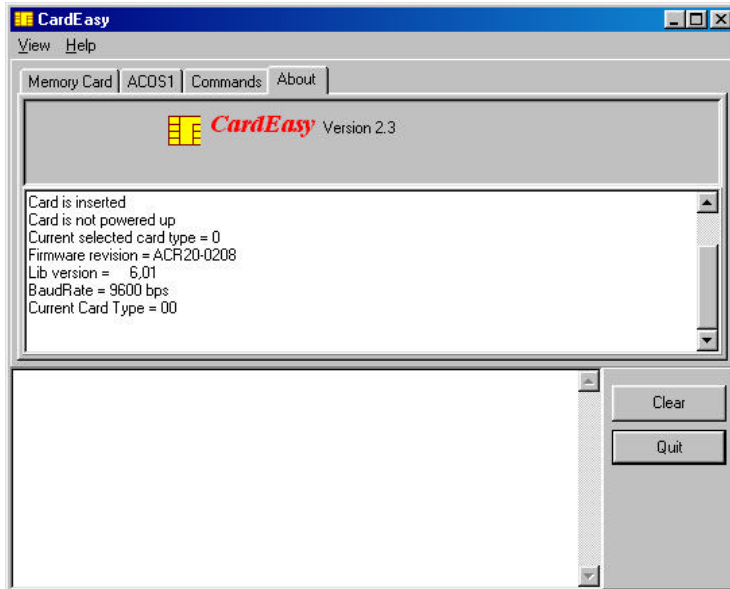 CardEasy
View Help
Memory Card ACOS1 Commands About
CardEasy Version 2.3
Card is inserted
Card is not powered up
Current selected card type = 0
Firmware revision = ACR20-0208
Lib version = 6,01
BaudRate = 9600 bps
Current Card Type = 00
Clear
Quit